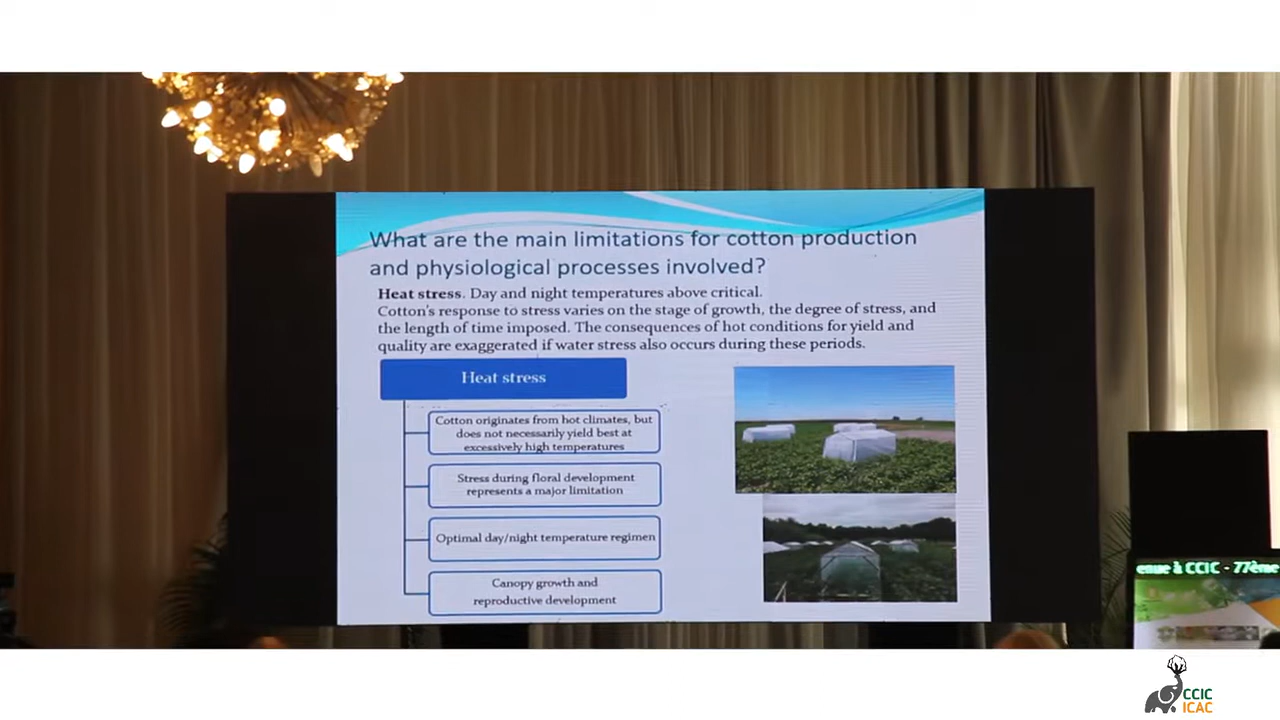 What are the main limitations for cotton production
and physiological processes involved?
Heat stress. Day and night temperatures above critical.
Cotton's response to stress varies on the stage of growth, the degree of stress, and
the length of time imposed. The consequences of hot conditions for yield and
quality are exaggerated if water stress also occurs during these periods.
Heat stress
Cotton originates from hot climates, but
does not necessarily yield best at
excessively high temperatures
Stress during floral development
represents a major limitation
Optimal day/night temperature regimen
Canopy growth and
reproductive development
enue à CCIC - 77ème
CCIC
ICAC